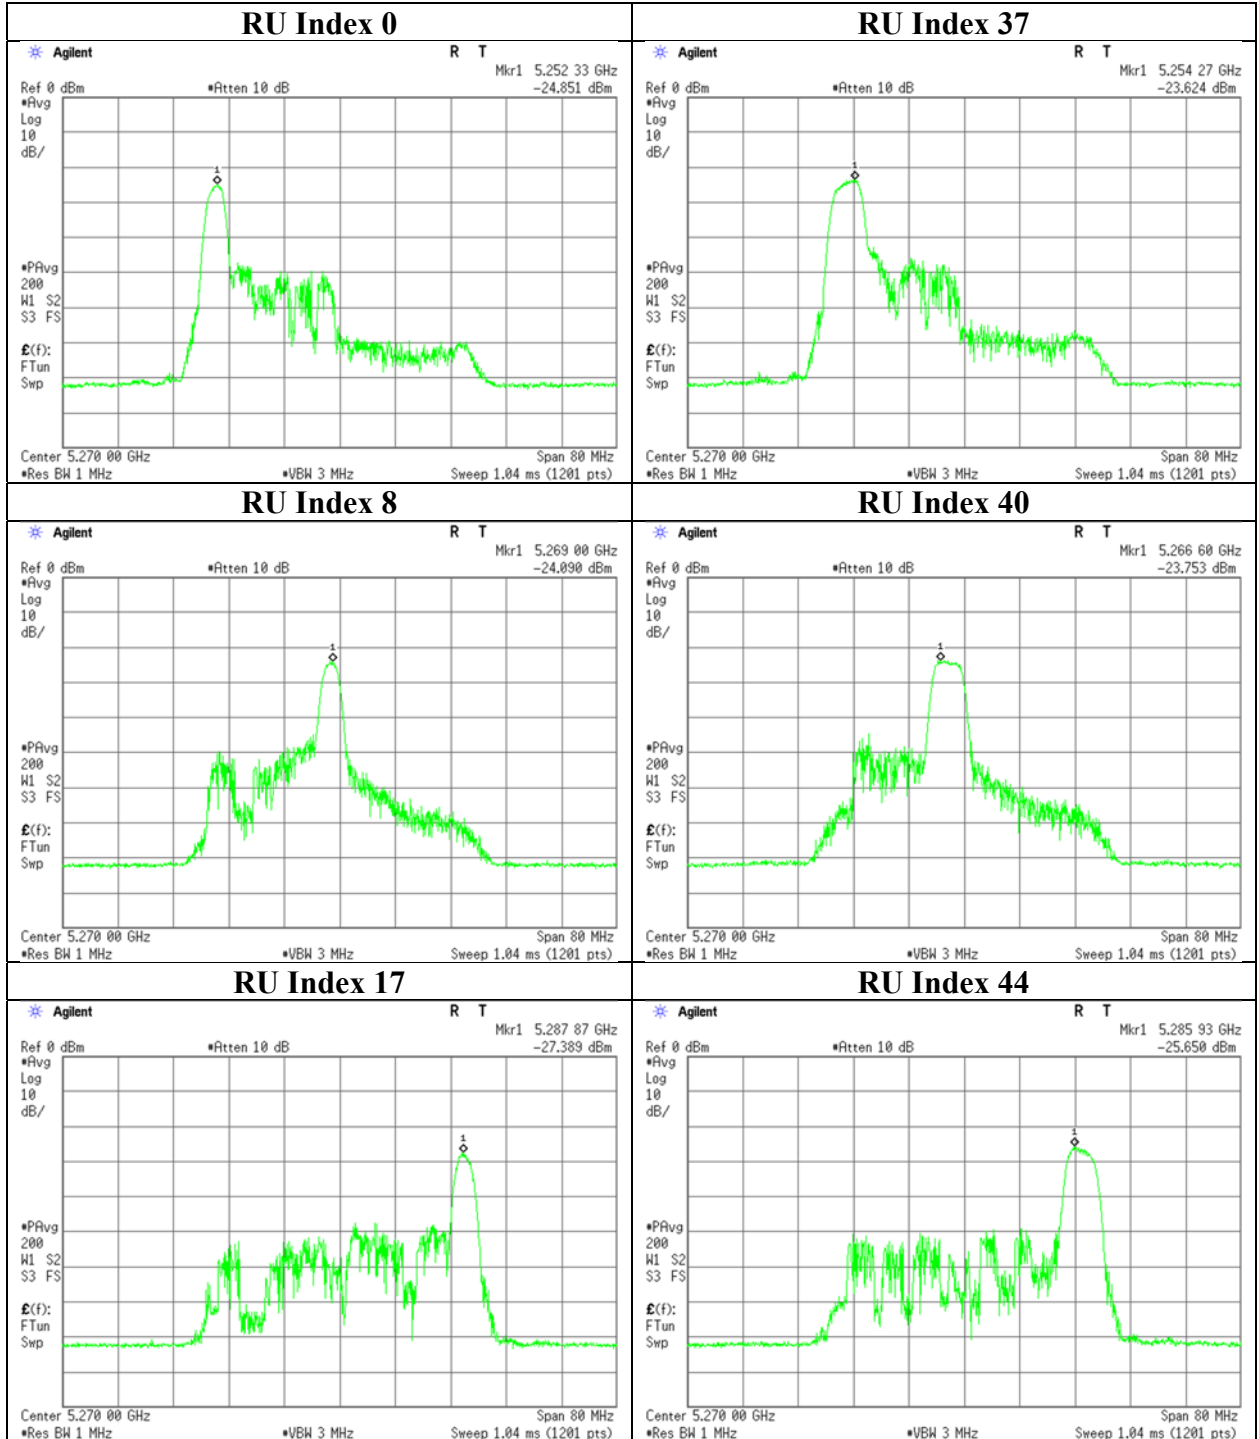 RU Index 0
Agilent R T
Mkr1 5.252 33 GHz
Ref 0 dBm #Atten 10 dB -24.851 dBm
#Avg
Log
10
dB/
1
#PAvg
200
W1 S2
S3 FS
£(f):
FTun
Swp
Center 5.270 00 GHz Span 80 MHz
#Res BW 1 MHz #VBW 3 MHz Sweep 1.04 ms (1201 pts)
RU Index 37
Agilent R T
Mkr1 5.254 27 GHz
Ref 0 dBm #Atten 10 dB -23.624 dBm
#Avg
Log
10
dB/
1
#PAvg
200
W1 S2
S3 FS
£(f):
FTun
Swp
Center 5.270 00 GHz Span 80 MHz
#Res BW 1 MHz #VBW 3 MHz Sweep 1.04 ms (1201 pts)
RU Index 8
Agilent R T
Mkr1 5.269 00 GHz
Ref 0 dBm #Atten 10 dB -24.090 dBm
#Avg
Log
10
dB/
1
#PAvg
200
W1 S2
S3 FS
£(f):
FTun
Swp
Center 5.270 00 GHz Span 80 MHz
#Res BW 1 MHz #VBW 3 MHz Sweep 1.04 ms (1201 pts)
RU Index 40
Agilent R T
Mkr1 5.266 60 GHz
Ref 0 dBm #Atten 10 dB -23.753 dBm
#Avg
Log
10
dB/
1
#PAvg
200
W1 S2
S3 FS
£(f):
FTun
Swp
Center 5.270 00 GHz Span 80 MHz
#Res BW 1 MHz #VBW 3 MHz Sweep 1.04 ms (1201 pts)
RU Index 17
Agilent R T
Mkr1 5.287 87 GHz
Ref 0 dBm #Atten 10 dB -27.389 dBm
#Avg
Log
10
dB/
1
#PAvg
200
W1 S2
S3 FS
£(f):
FTun
Swp
Center 5.270 00 GHz Span 80 MHz
#Res BW 1 MHz #VBW 3 MHz Sweep 1.04 ms (1201 pts)
RU Index 44
Agilent R T
Mkr1 5.285 93 GHz
Ref 0 dBm #Atten 10 dB -25.650 dBm
#Avg
Log
10
dB/
1
#PAvg
200
W1 S2
S3 FS
£(f):
FTun
Swp
Center 5.270 00 GHz Span 80 MHz
#Res BW 1 MHz #VBW 3 MHz Sweep 1.04 ms (1201 pts)